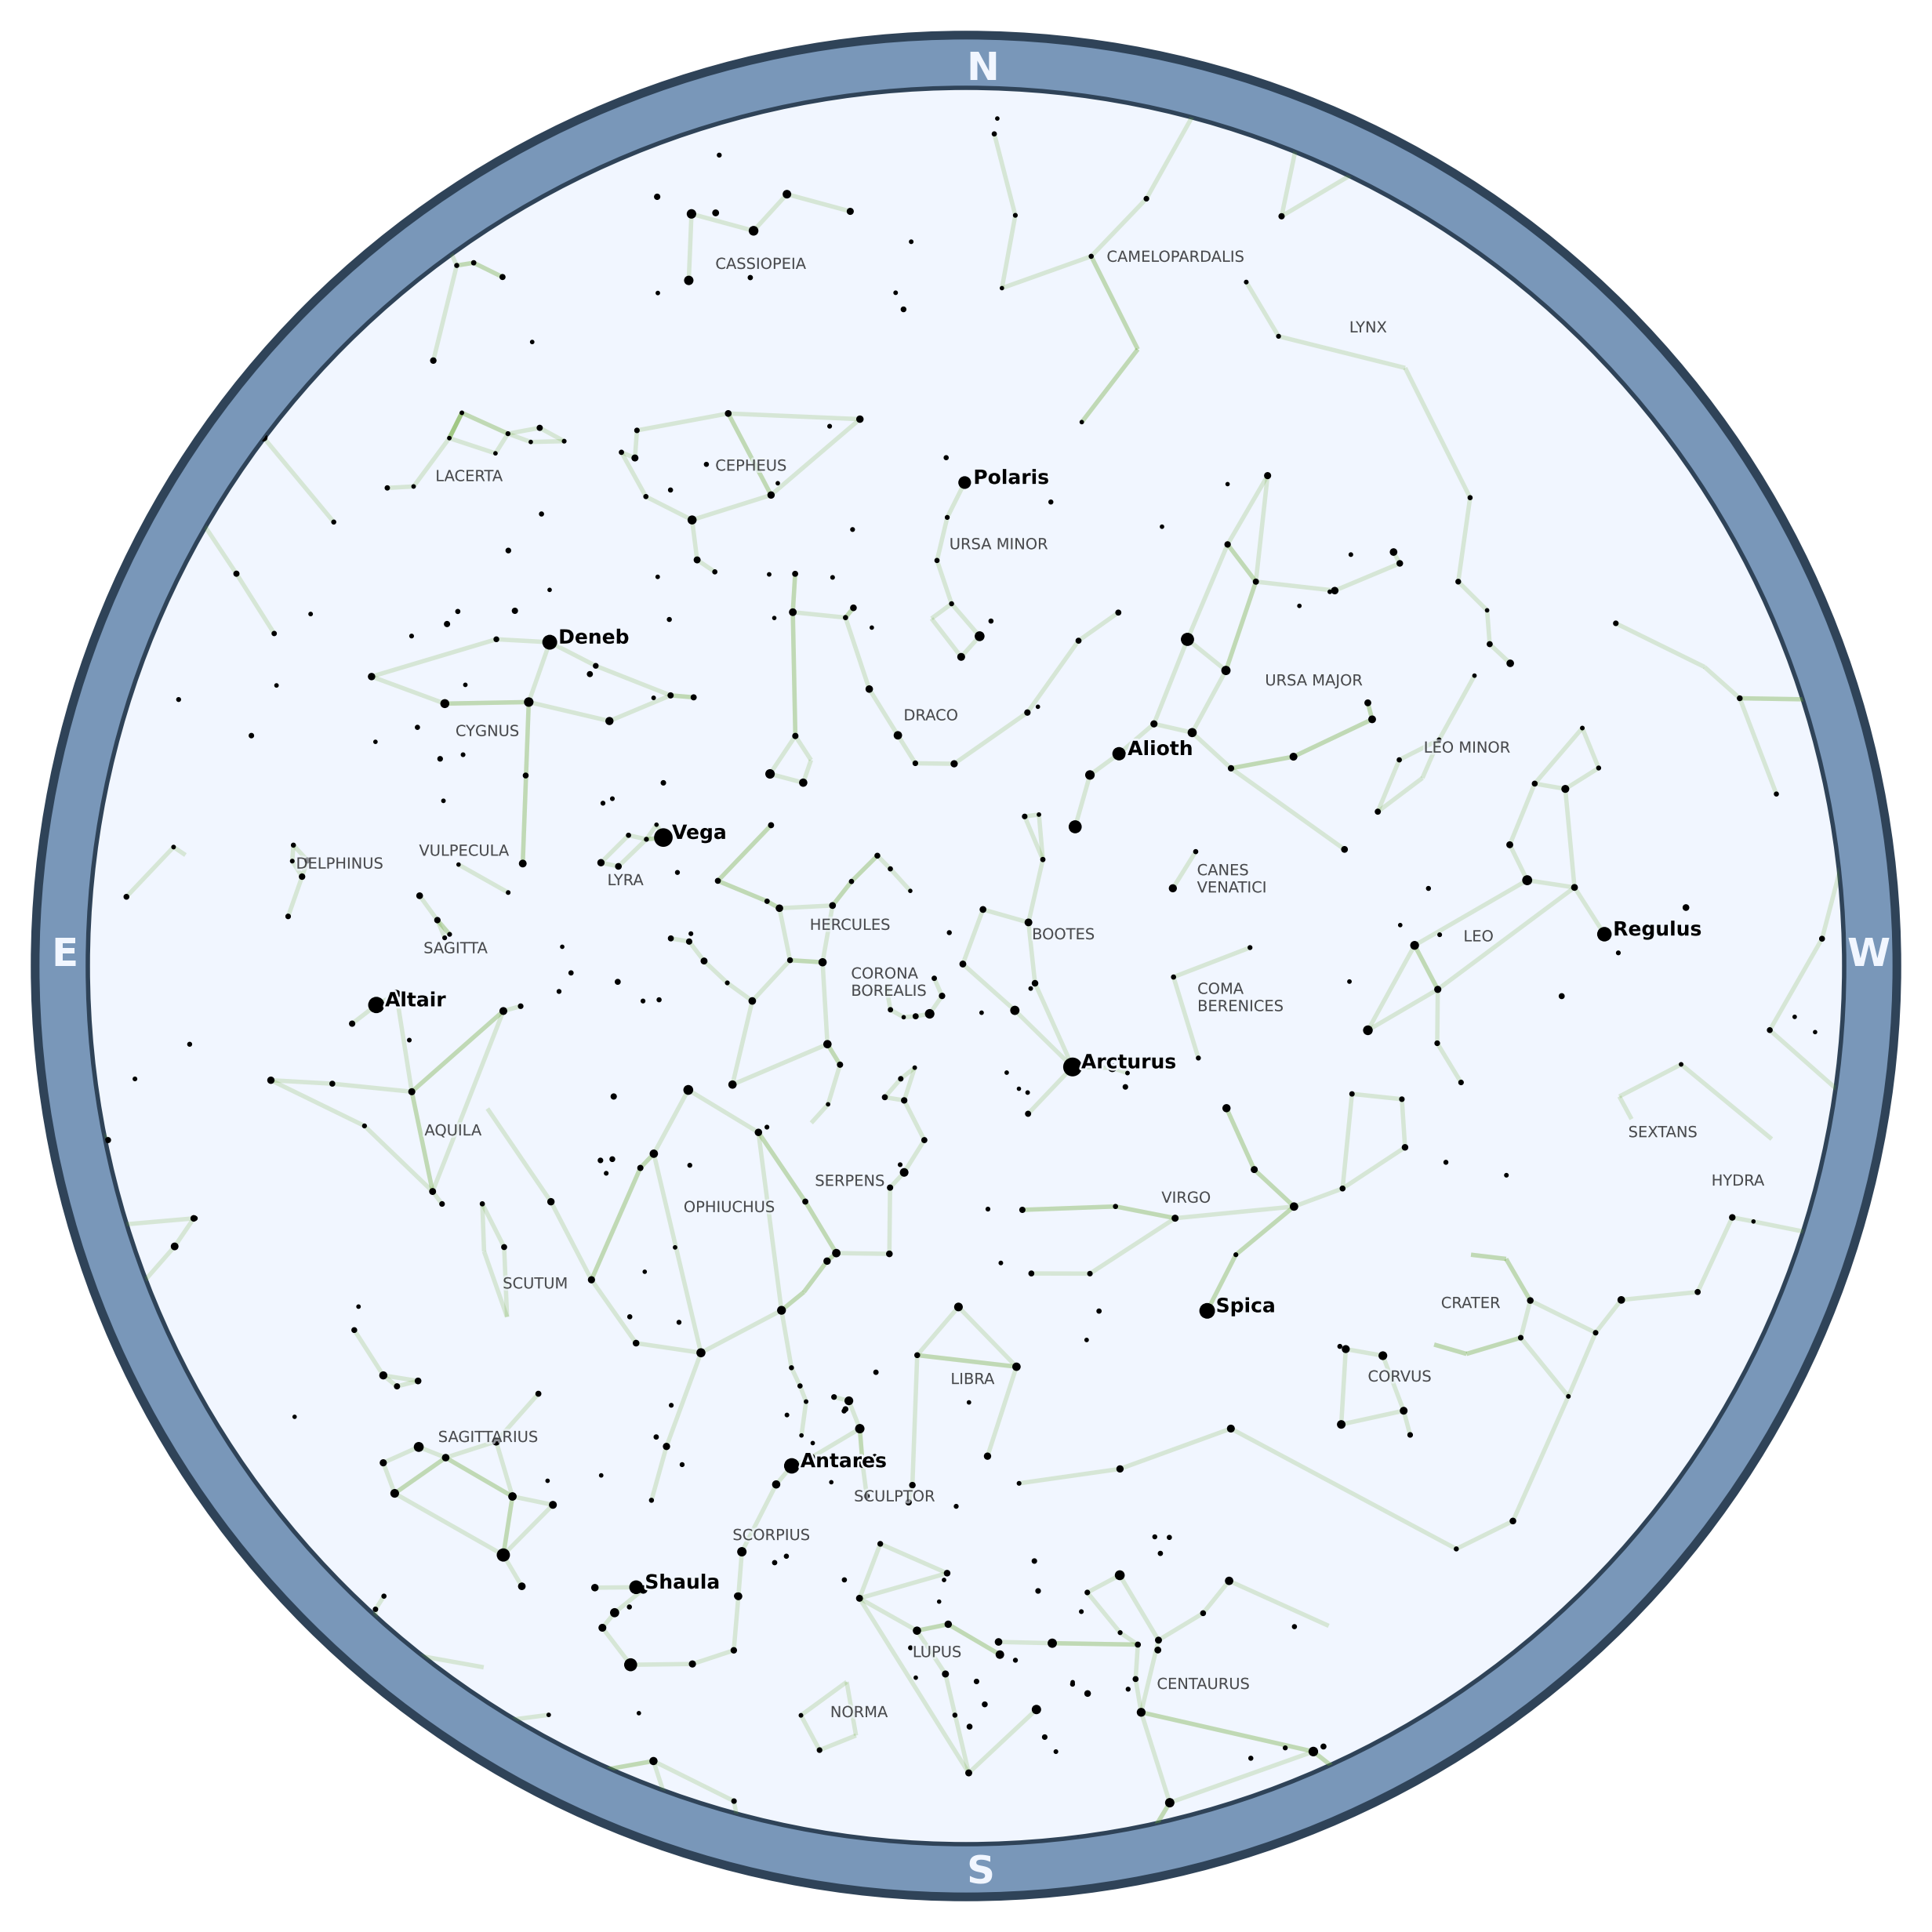 N
CASSIOPEIA
CAMELOPARDALIS
LYNX
CEPHEUS
LACERTA
Polaris
URSA MINOR
Deneb
URSA MAJOR
DRACO
CYGNUS
Alioth
LEO MINOR
Vega
VULPECULA
DELPHINUS
LYRA
CANES
VENATICI
HERCULES
Regulus
BOOTES
LEO
SAGITTA
E
W
CORONA
BOREALIS
COMA
BERENICES
Altair
Arcturus
AQUILA
SEXTANS
SERPENS
HYDRA
VIRGO
OPHIUCHUS
SCUTUM
Spica
CRATER
LIBRA
CORVUS
SAGITTARIUS
Antares
SCULPTOR
SCORPIUS
Shaula
LUPUS
CENTAURUS
NORMA
S